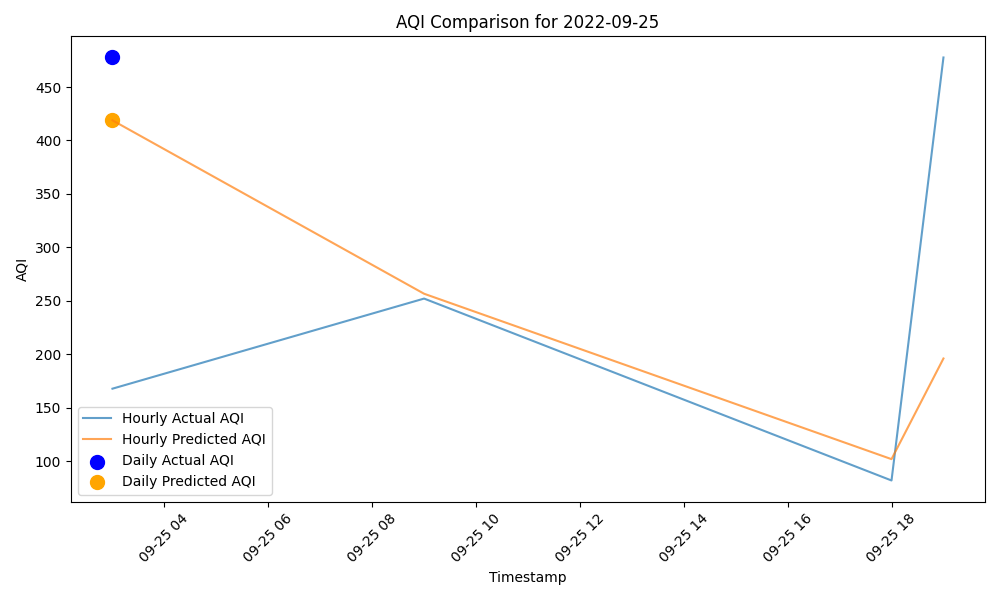 AQI Comparison for 2022-09-25
AQI
450
400
350
300
250
200
150
100
Hourly Actual AQI
Hourly Predicted AQI
Daily Actual AQI
Daily Predicted AQI
09-25 04
09-25 06
09-25 08
09-25 10
09-25 12
09-25 14
09-25 16
09-25 18
Timestamp